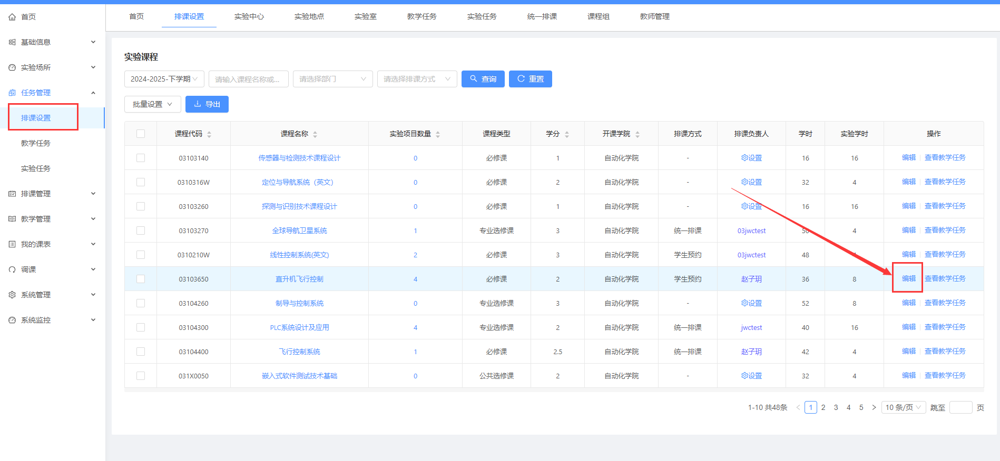 首页
基础信息
实验场所
任务管理
排课设置
教学任务
实验任务
排课管理
教学管理
我的课表
调课
系统管理
系统监控
首页 排课设置 实验中心 实验地点 实验室 教学任务 实验任务 统一排课 课程组 教师管理
实验课程
2024-2025-下学期 请输入课程名称或... 请选择部门 请选择排课方式 查询 重置
批量设置 导出
课程代码 课程名称 实验项目数量 课程类型 学分 开课学院 排课方式 排课负责人 学时 实验学时 操作
03103140 传感器与检测技术课程设计 0 必修课 1 自动化学院 - 设置 16 16 编辑 查看教学任务
0310316W 定位与导航系统（英文） 0 必修课 2 自动化学院 - 设置 32 4 编辑 查看教学任务
03103260 探测与识别技术课程设计 0 必修课 1 自动化学院 - 设置 16 16 编辑 查看教学任务
03103270 全球导航卫星系统 1 专业选修课 3 自动化学院 统一排课 03jwctest 4 编辑 查看教学任务
0310210W 线性控制系统(英文) 2 必修课 3 自动化学院 学生预约 03jwctest 48 编辑 查看教学任务
03103650 直升机飞行控制 4 必修课 2 自动化学院 学生预约 赵子玥 36 8 编辑 查看教学任务
03104260 制导与控制系统 0 专业选修课 3 自动化学院 - 设置 52 8 编辑 查看教学任务
03104300 PLC系统设计及应用 4 专业选修课 2 自动化学院 统一排课 jwctest 40 16 编辑 查看教学任务
03104400 飞行控制系统 1 必修课 2.5 自动化学院 统一排课 赵子玥 42 4 编辑 查看教学任务
031X0050 嵌入式软件测试技术基础 0 公共选修课 2 自动化学院 - 设置 32 4 编辑 查看教学任务
1-10 共48条 1 2 3 4 5 10 条/页 跳至 页